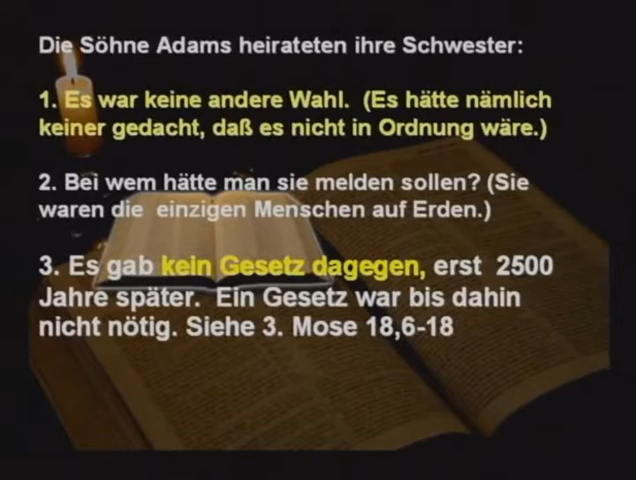 Die Söhne Adams heirateten ihre Schwester:
1. Es war keine andere Wahl. (Es hätte nämlich
keiner gedacht, daß es nicht in Ordnung wäre.)
2. Bei wem hätte man sie melden sollen? (Sie
waren die einzigen Menschen auf Erden.)
3. Es gab kein Gesetz dagegen, erst 2500
Jahre später. Ein Gesetz war bis dahin
nicht nötig. Siehe 3. Mose 18,6-18